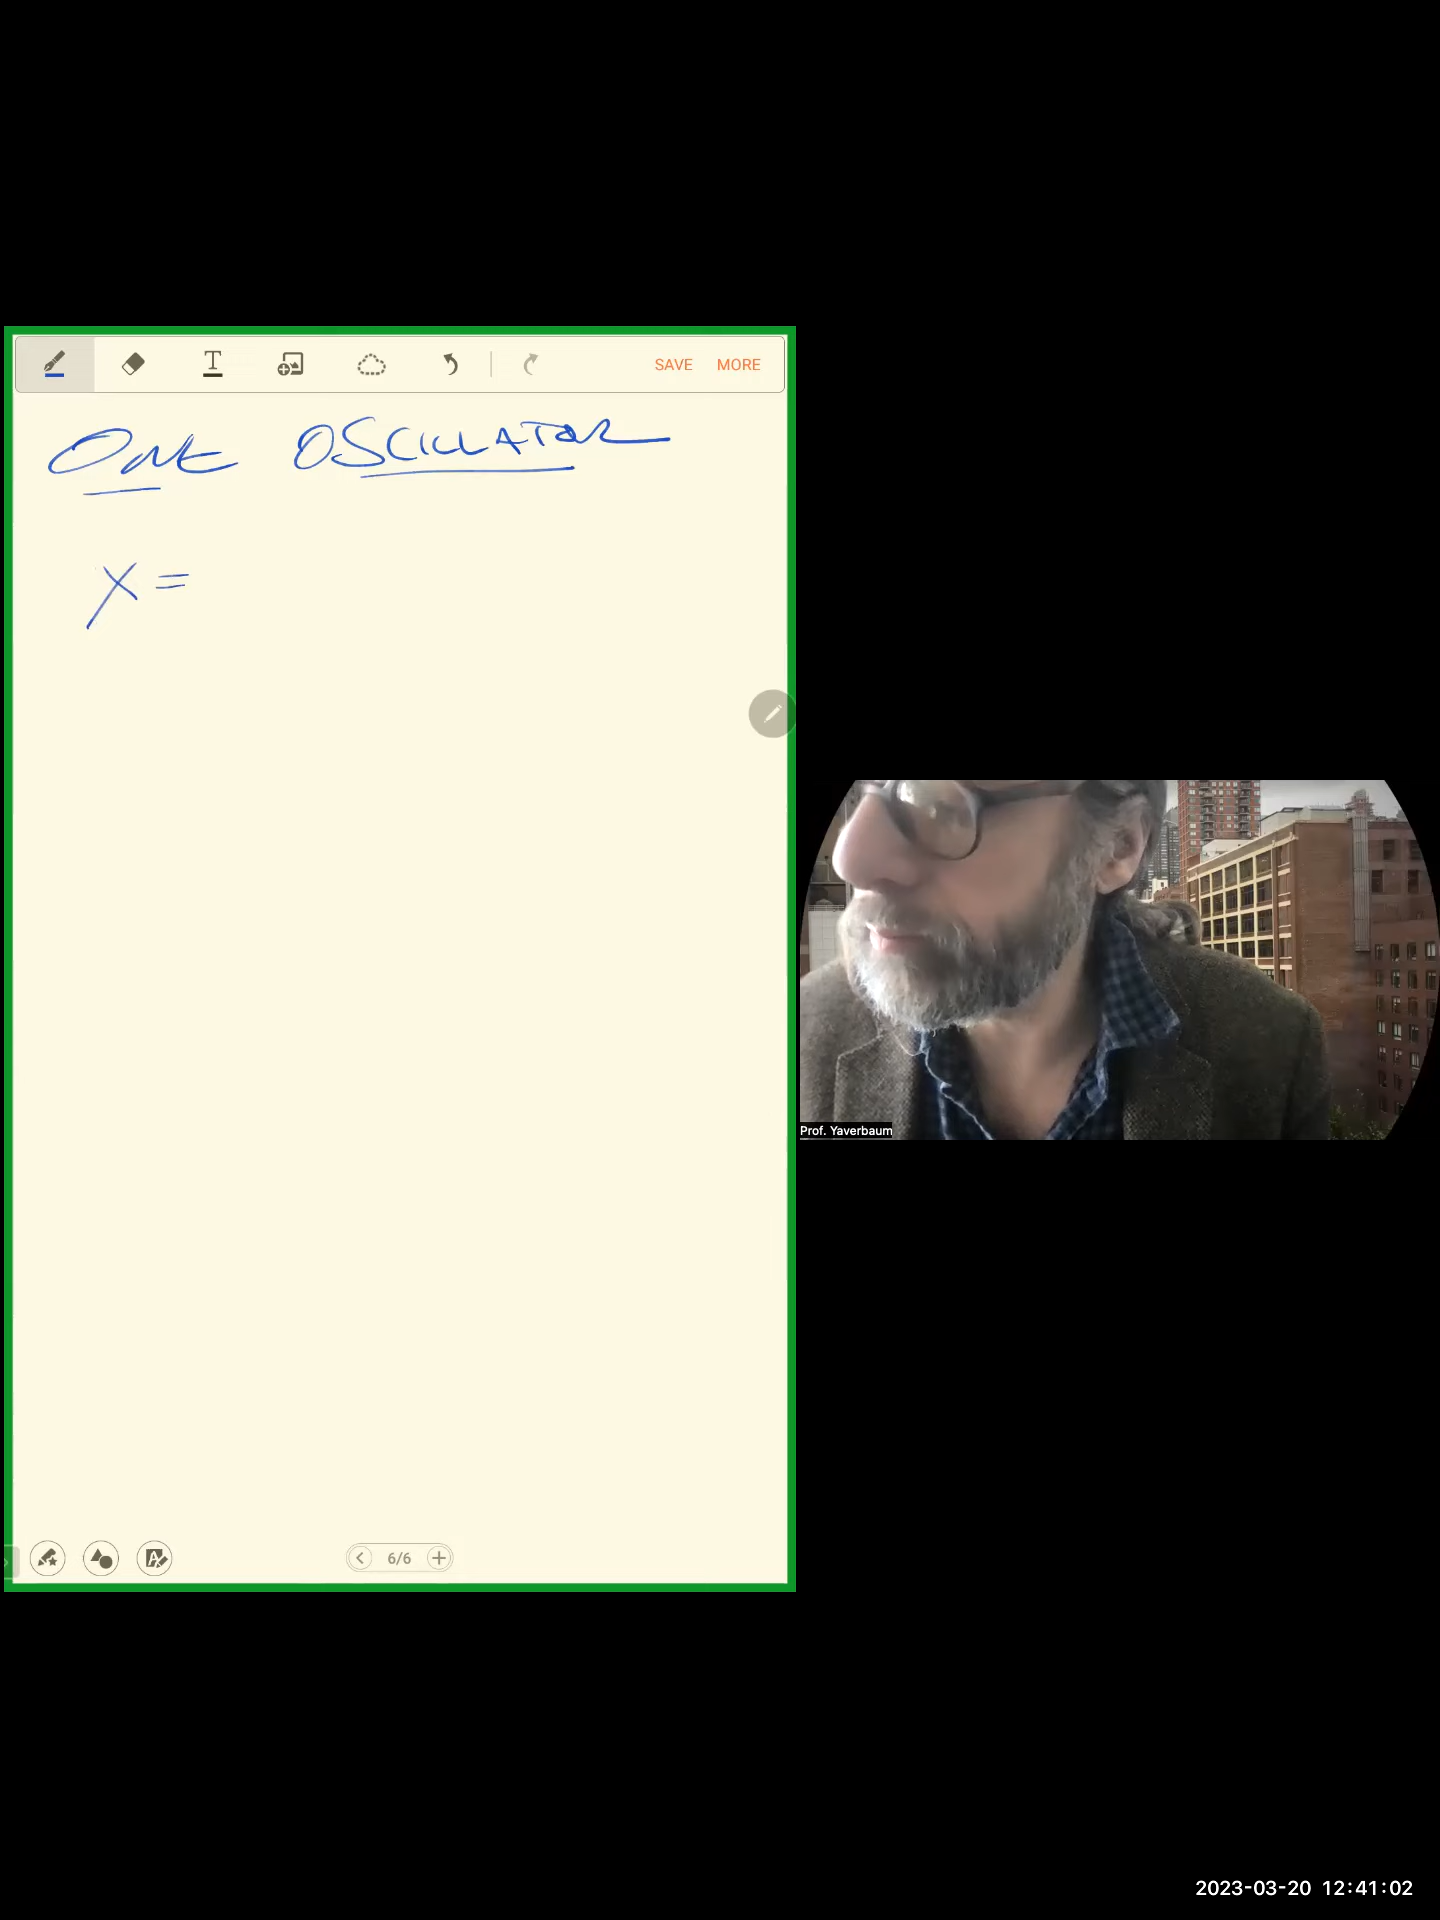 T SAVE MORE
ONE OSCILLATOR
x =
Prof. Yaverbaum
A
6/6
2023-03-20 12:41:02